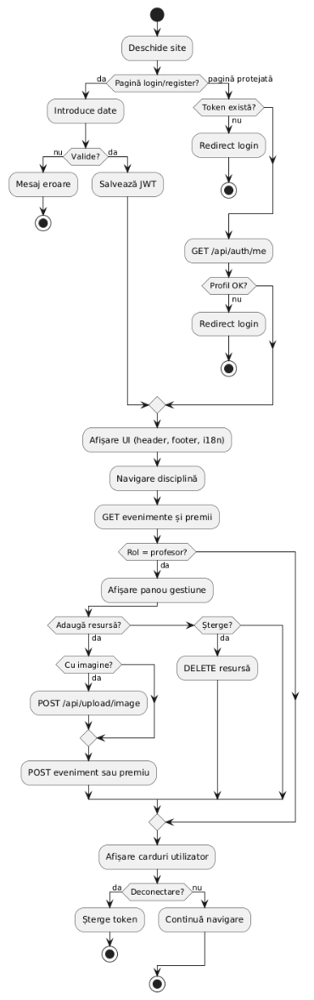 Deschide site
da
Pagină login/register?
pagină protejată
Introduce date
Token există?
nu
Redirect login
nu
Valide?
da
Mesaj eroare
Salvează JWT
GET /api/auth/me
Profil OK?
nu
Redirect login
Afișare UI (header, footer, i18n)
Navigare disciplină
GET evenimente și premii
Rol = profesor?
da
Afișare panou gestiune
Adaugă resursă?
da
Șterge?
da
Cu imagine?
da
DELETE resursă
POST /api/upload/image
POST eveniment sau premiu
Afișare carduri utilizator
da
Deconectare?
nu
Șterge token
Continuă navigare